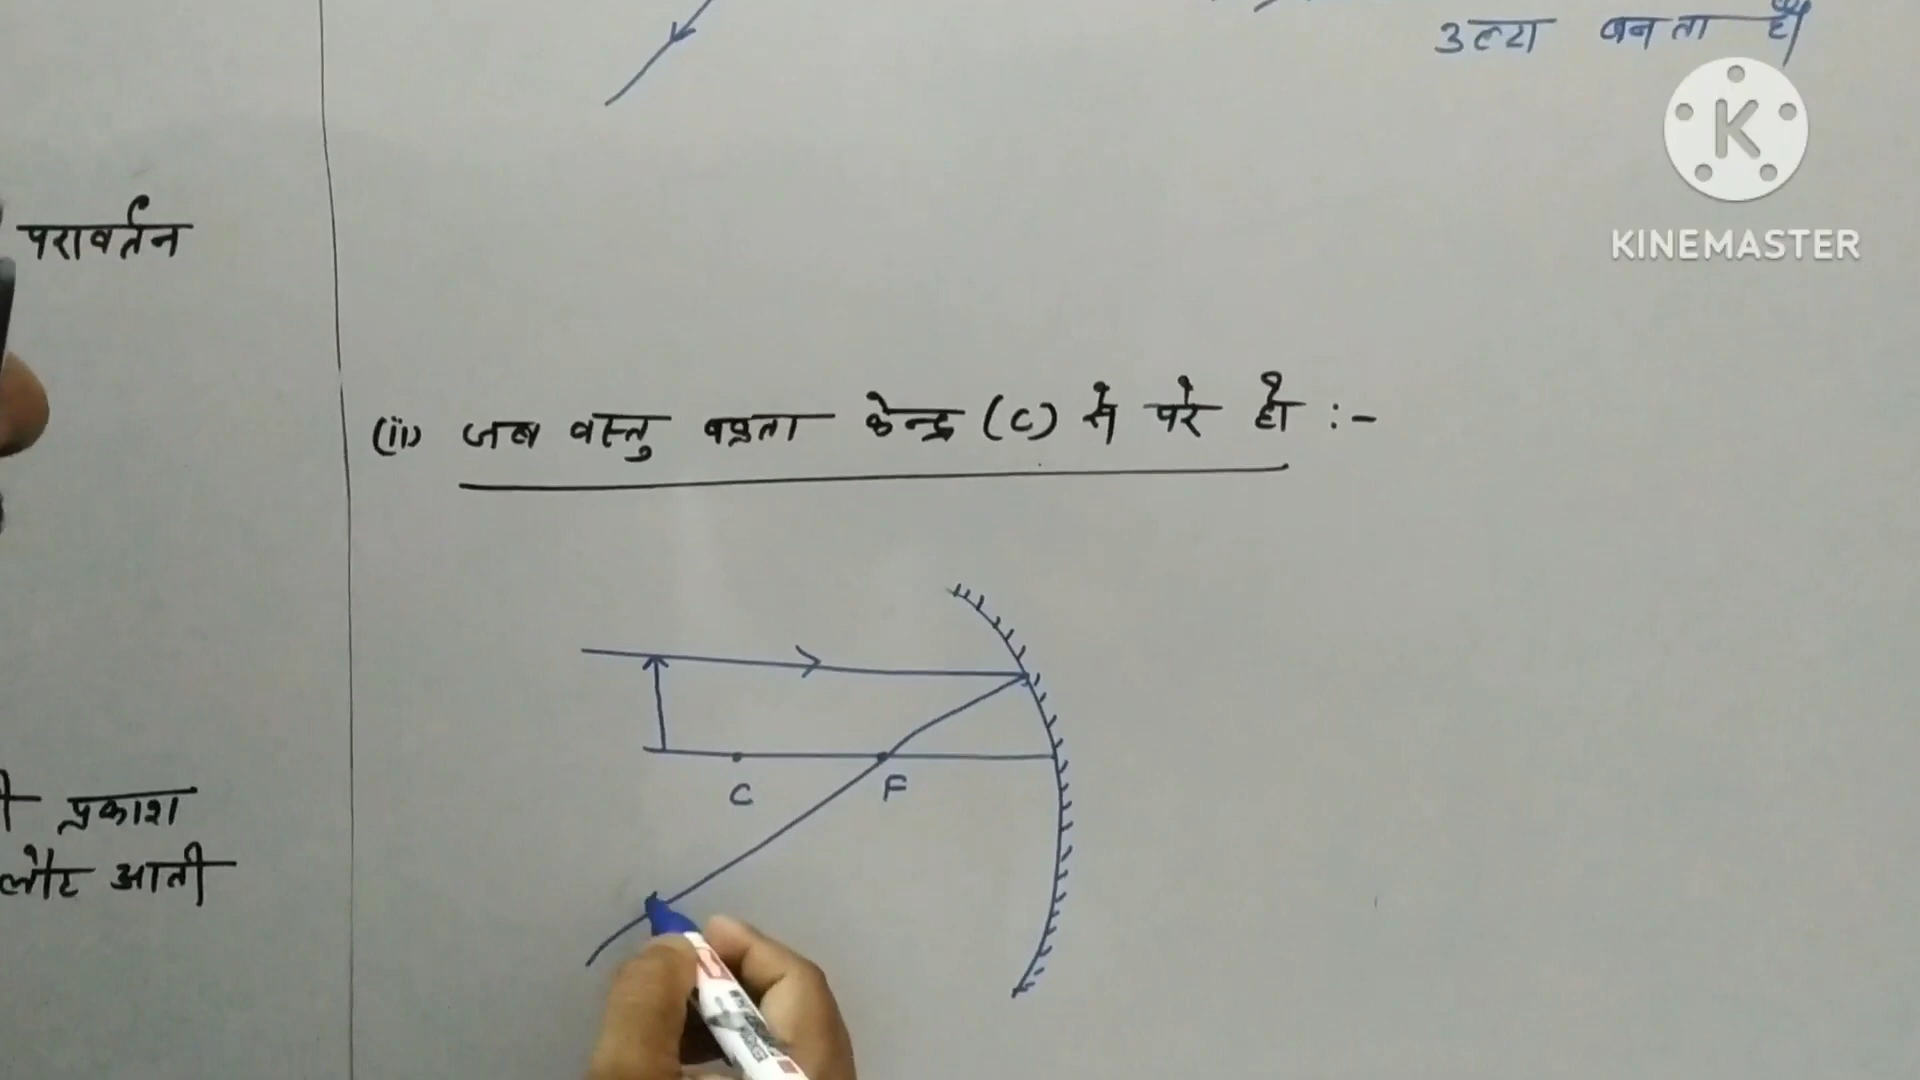 उल्टा बनता है
K
KINEMASTER
परावर्तन
(ii) जब वस्तु वक्रता केन्द्र (C) से परे हो :-
C
F
प्रकाश
लौट आती